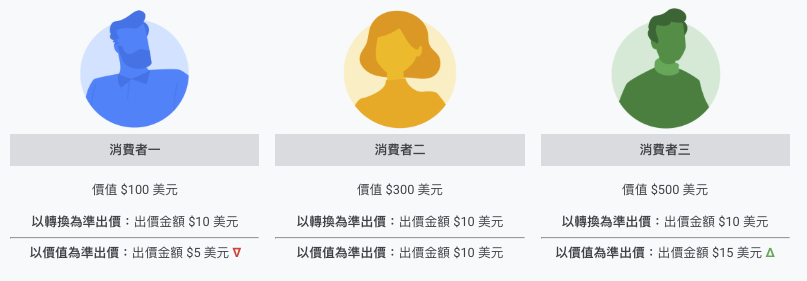 消費者一
價值 $100 美元
以轉換為準出價：出價金額 $10 美元
以價值為準出價：出價金額 $5 美元 ∇
消費者二
價值 $300 美元
以轉換為準出價：出價金額 $10 美元
以價值為準出價：出價金額 $10 美元
消費者三
價值 $500 美元
以轉換為準出價：出價金額 $10 美元
以價值為準出價：出價金額 $15 美元 Δ